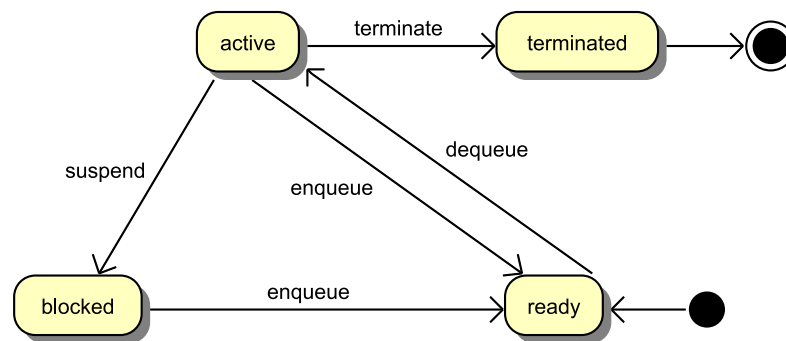 active
terminate
terminated
suspend
enqueue
dequeue
blocked
enqueue
ready